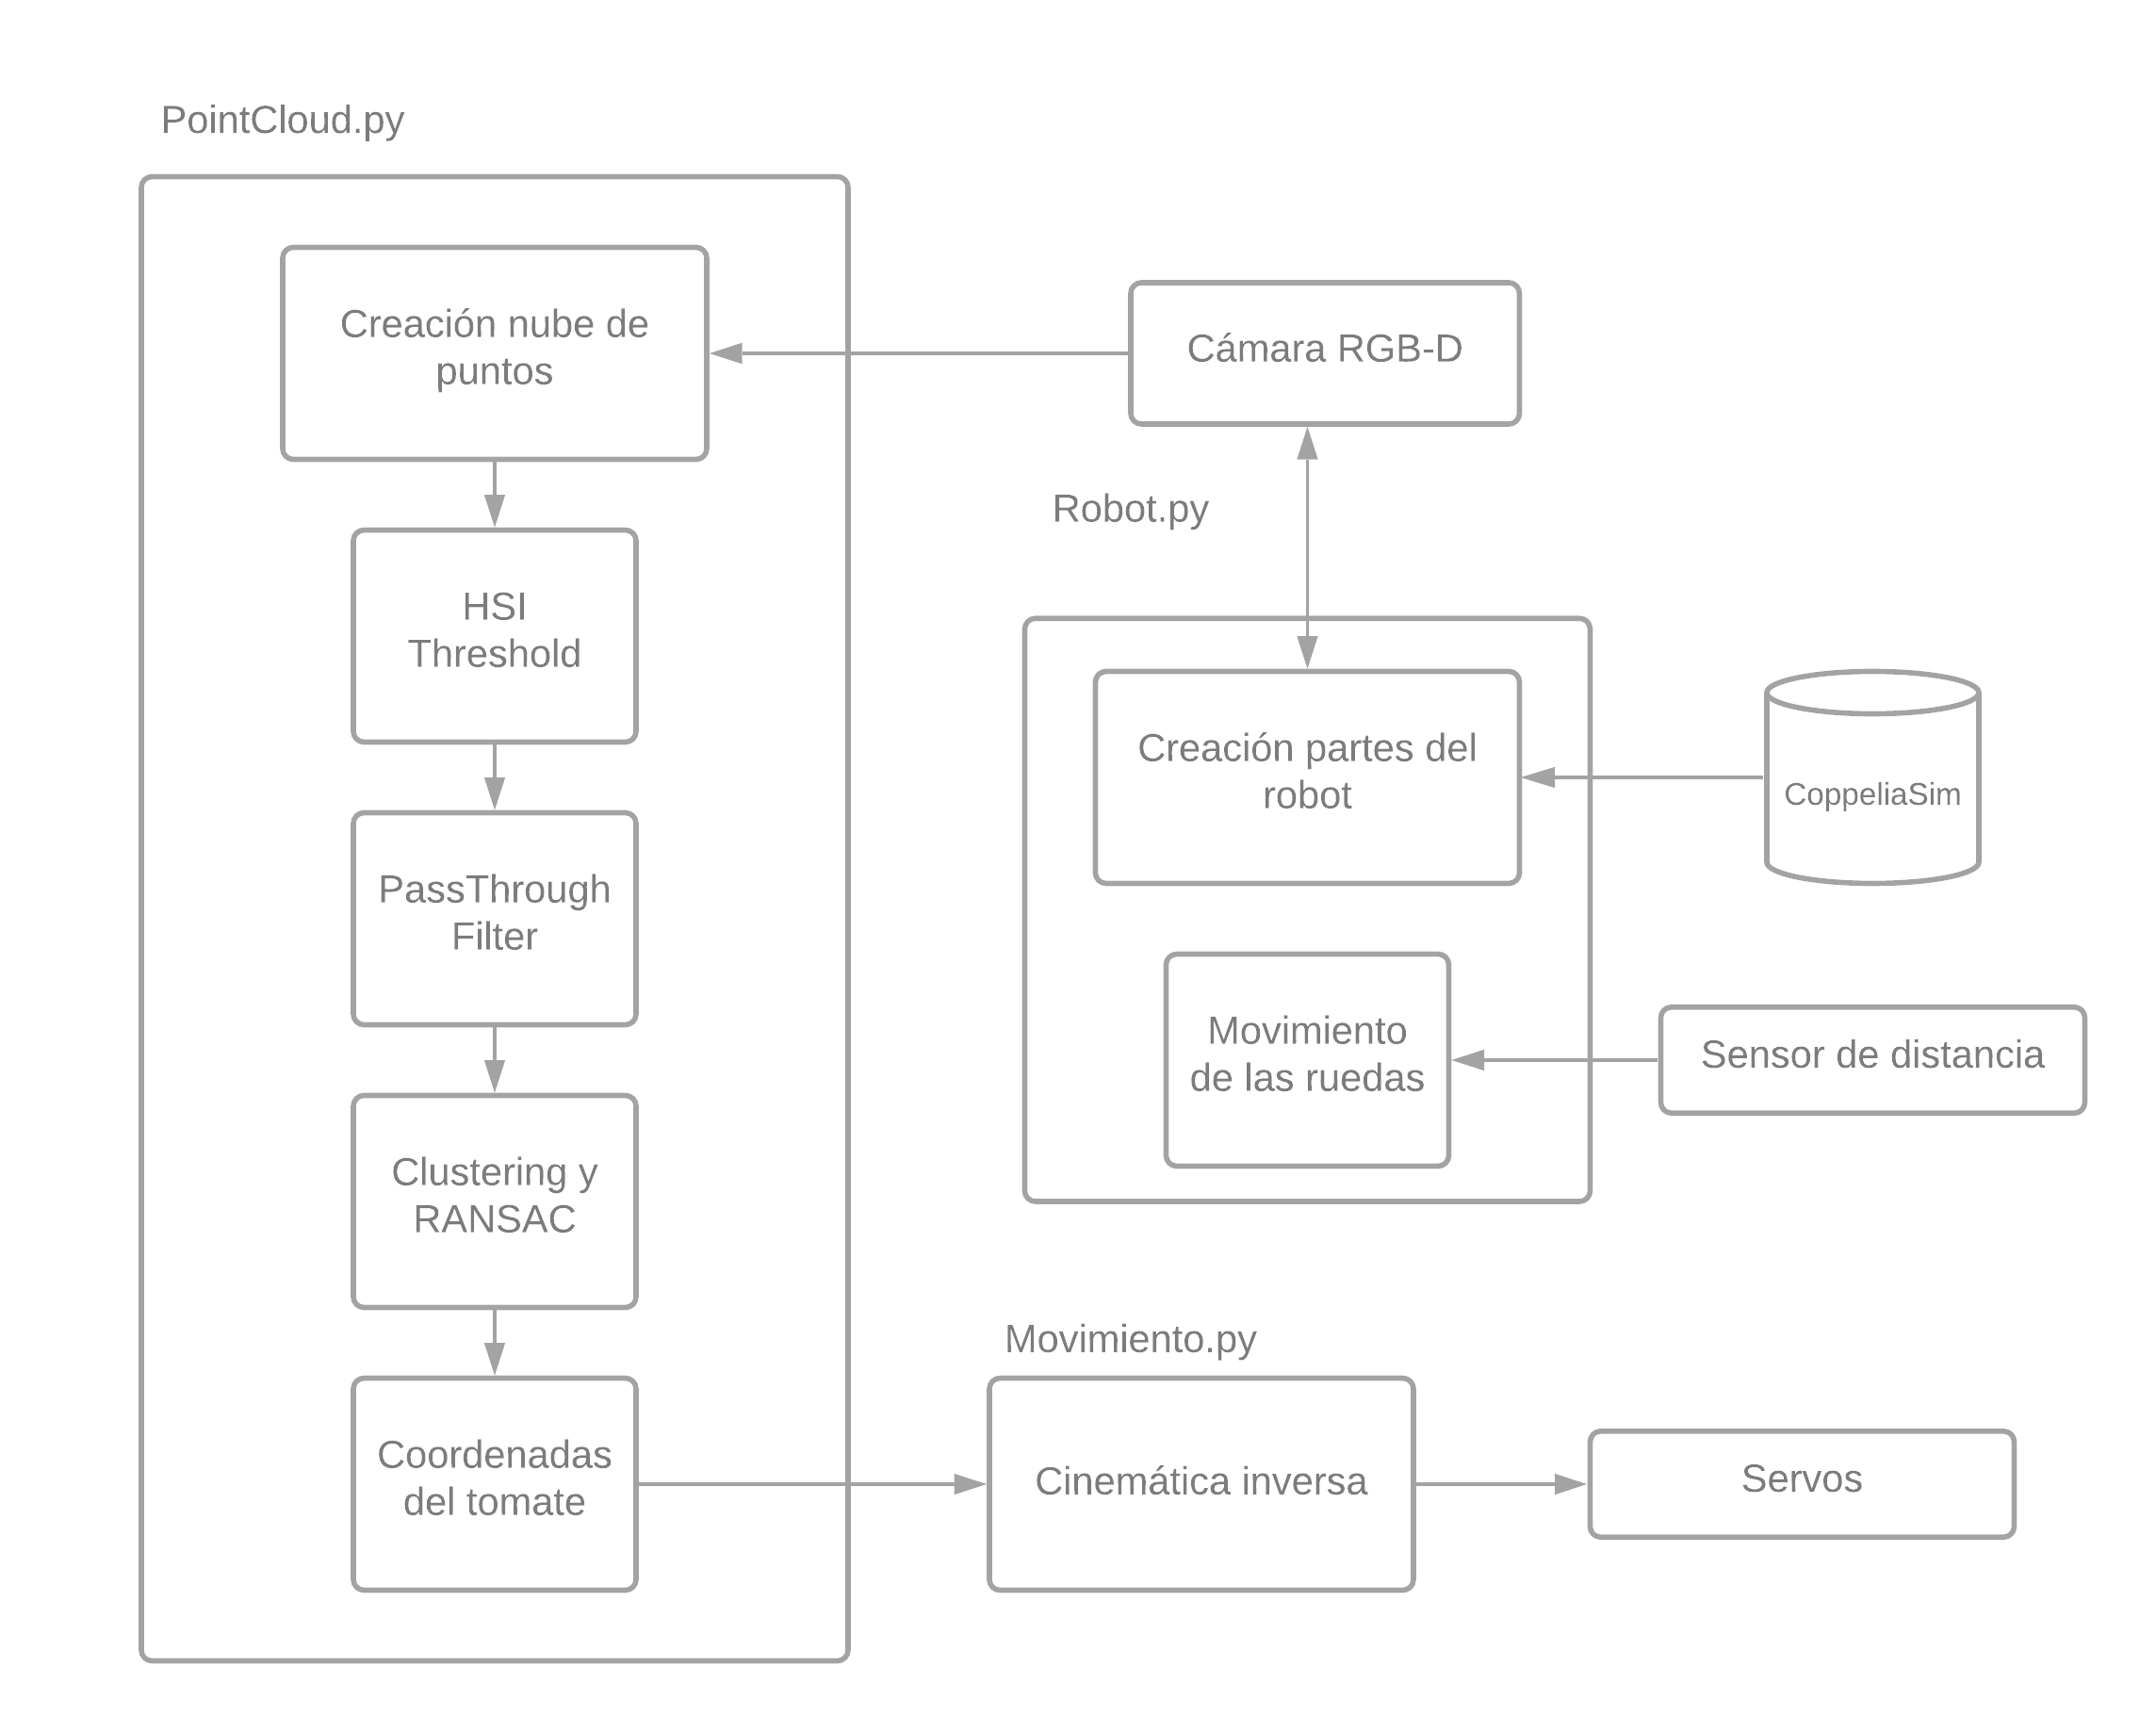 PointCloud.py
Creación nube de
puntos
HSI
Threshold
PassThrough
Filter
Clustering y
RANSAC
Coordenadas
del tomate
Cámara RGB-D
Robot.py
Creación partes del
robot
CoppeliaSim
Movimiento
de las ruedas
Sensor de distancia
Movimiento.py
Cinemática inversa
Servos